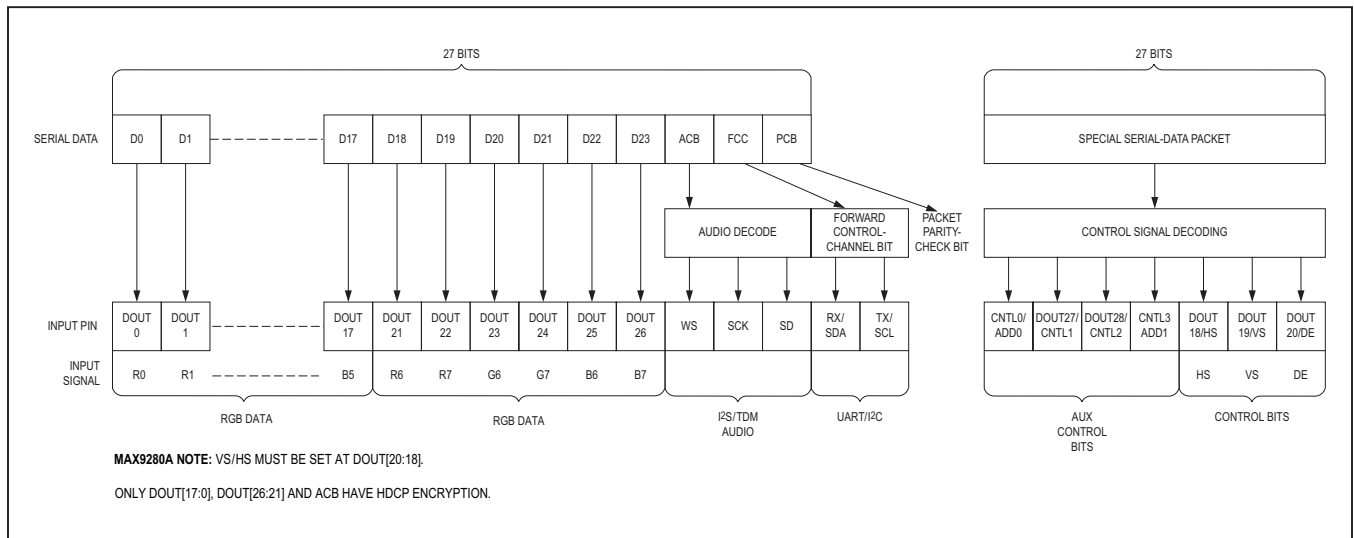 27 BITS
27 BITS
SERIAL DATA
D0
D1
D17
D18
D19
D20
D21
D22
D23
ACB
FCC
PCB
SPECIAL SERIAL-DATA PACKET
AUDIO DECODE
FORWARD
CONTROL-
CHANNEL BIT
PACKET
PARITY-
CHECK BIT
CONTROL SIGNAL DECODING
INPUT PIN
DOUT
0
DOUT
1
DOUT
17
DOUT
21
DOUT
22
DOUT
23
DOUT
24
DOUT
25
DOUT
26
WS
SCK
SD
RX/
SDA
TX/
SCL
CNTL0/
ADD0
DOUT27/
CNTL1
DOUT28/
CNTL2
CNTL3
ADD1
DOUT
18/HS
DOUT
19/VS
DOUT
20/DE
INPUT
SIGNAL
R0
R1
B5
R6
R7
G6
G7
B6
B7
HS
VS
DE
RGB DATA
RGB DATA
I²S/TDM
AUDIO
UART/I²C
AUX
CONTROL
BITS
CONTROL BITS
MAX9280A NOTE: VS/HS MUST BE SET AT DOUT[20:18].
ONLY DOUT[17:0], DOUT[26:21] AND ACB HAVE HDCP ENCRYPTION.